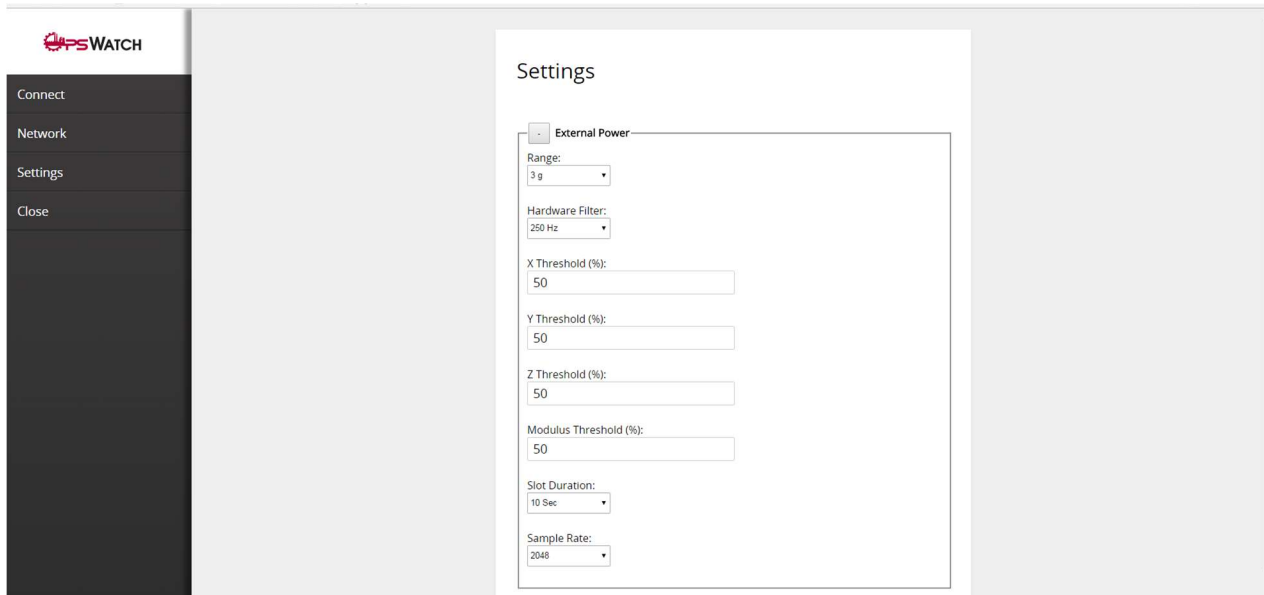 OPSWATCH
Connect
Network
Settings
Close
Settings
- External Power
Range:
3 g
Hardware Filter:
250 Hz
X Threshold (%):
50
Y Threshold (%):
50
Z Threshold (%):
50
Modulus Threshold (%):
50
Slot Duration:
10 Sec
Sample Rate:
2048